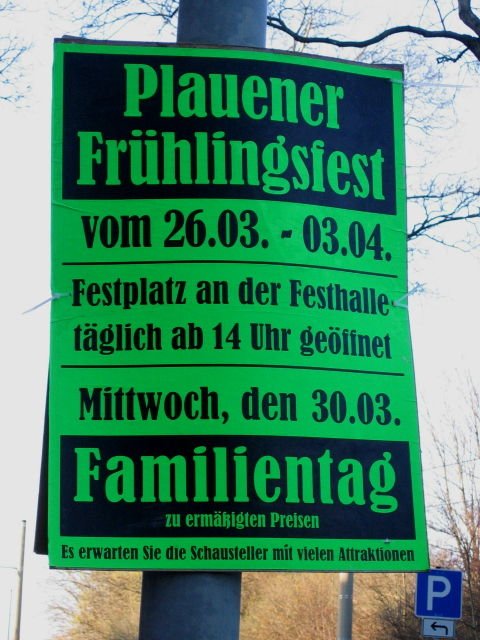 Plauener
Frühlingsfest
vom 26.03. - 03.04.
Festplatz an der Festhalle
täglich ab 14 Uhr geöffnet
Mittwoch, den 30.03.
Familientag
zu ermäßigten Preisen
Es erwarten Sie die Schausteller mit vielen Attraktionen
P